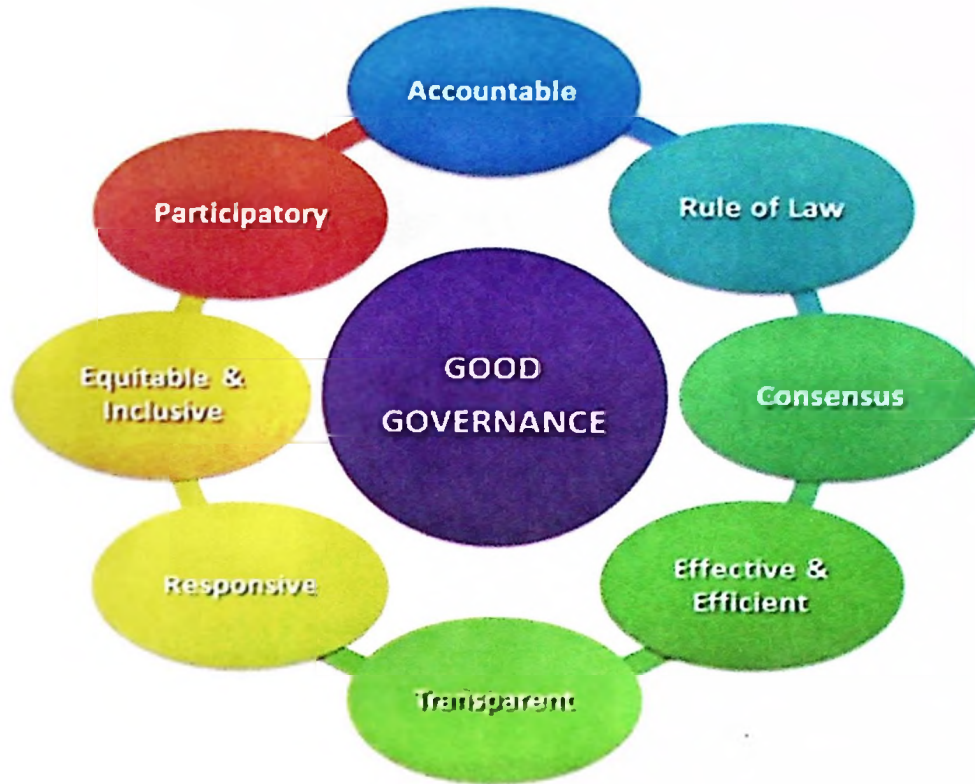 Accountable
Rule of Law
Consensus
Effective &
Efficient
Transparent
Responsive
Equitable &
Inclusive
Participatory
GOOD
GOVERNANCE